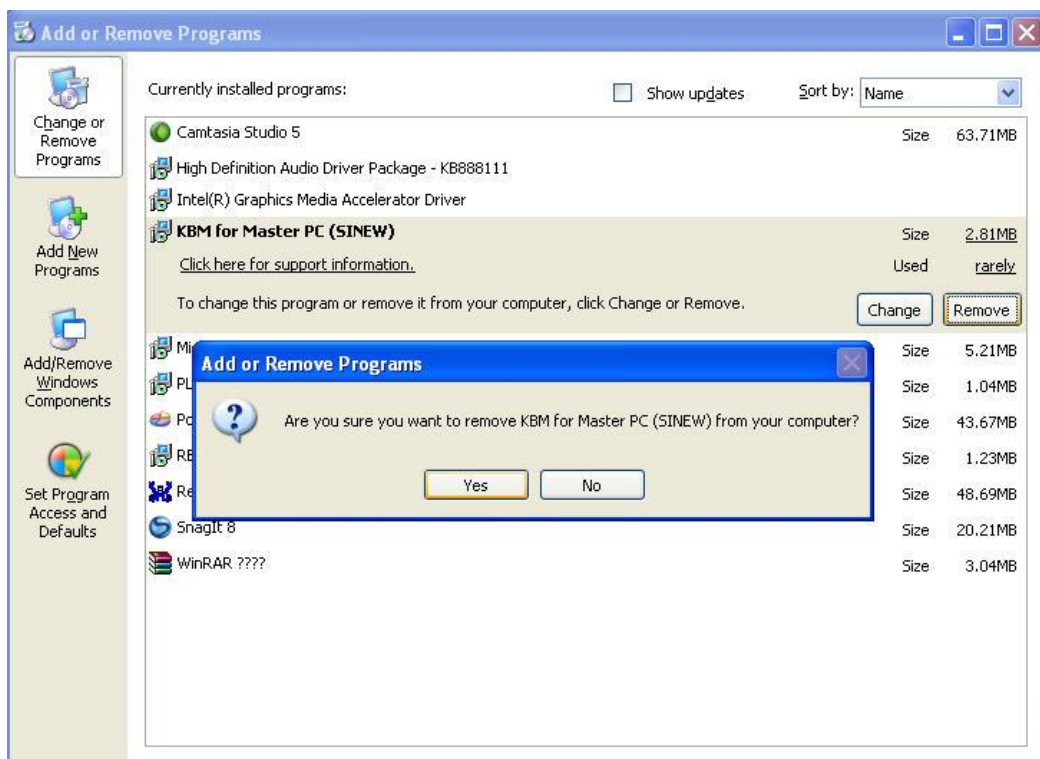 Add or Remove Programs
Change or
Remove
Programs
Add New
Programs
Add/Remove
Windows
Components
Set Program
Access and
Defaults
Currently installed programs:
Show updates
Sort by: Name
Camtasia Studio 5 Size 63.71MB
High Definition Audio Driver Package - KB888111
Intel(R) Graphics Media Accelerator Driver
KBM for Master PC (SINEW) Size 2.81MB
Click here for support information. Used rarely
To change this program or remove it from your computer, click Change or Remove. Change Remove
Size 5.21MB
PL Size 1.04MB
Size 43.67MB
Size 1.23MB
Re Size 48.69MB
SnagIt 8 Size 20.21MB
WinRAR ???? Size 3.04MB
Add or Remove Programs
Are you sure you want to remove KBM for Master PC (SINEW) from your computer?
Yes No